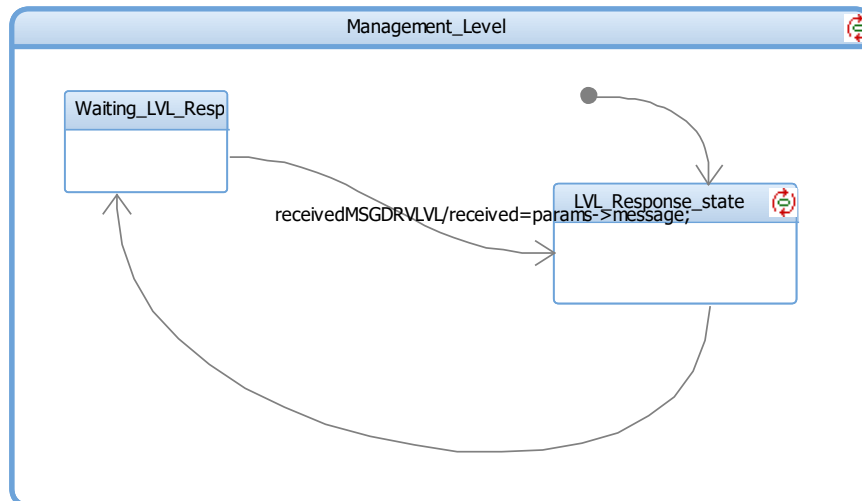 Management_Level
Waiting_LVL_Resp
LVL_Response_state
receivedMSGDRVLVL/received=params->message;